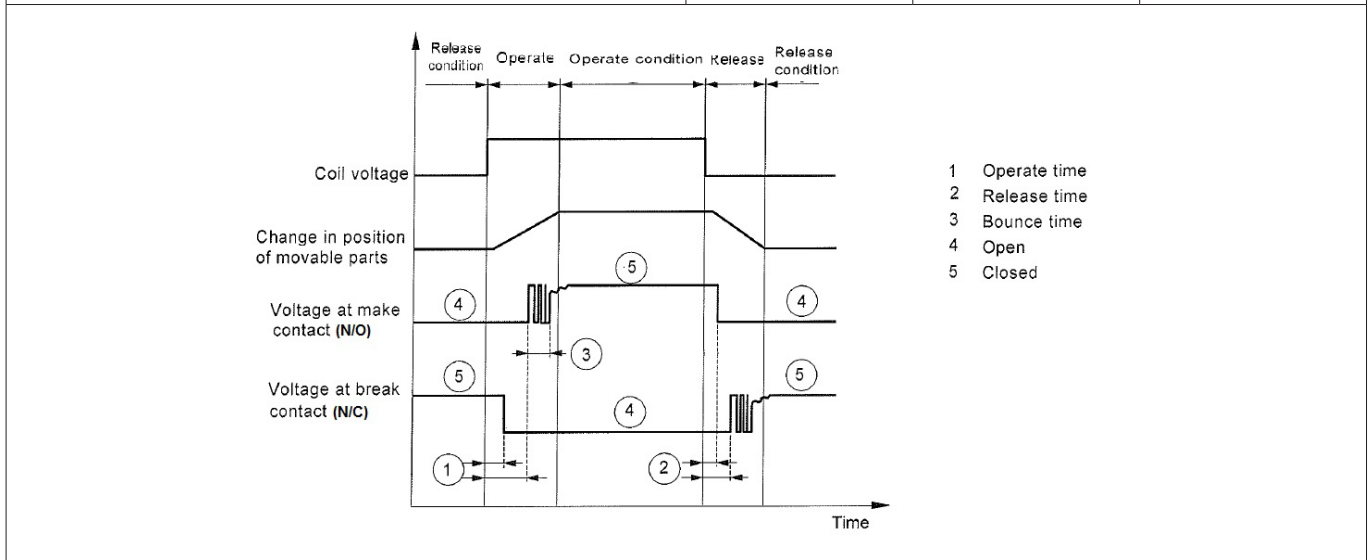 Release condition
Operate
Operate condition
Release
Release condition
Coil voltage
Change in position
of movable parts
Voltage at make
contact (N/O)
Voltage at break
contact (N/C)
4
5
4
3
5
4
5
1
2
Time
1 Operate time
2 Release time
3 Bounce time
4 Open
5 Closed